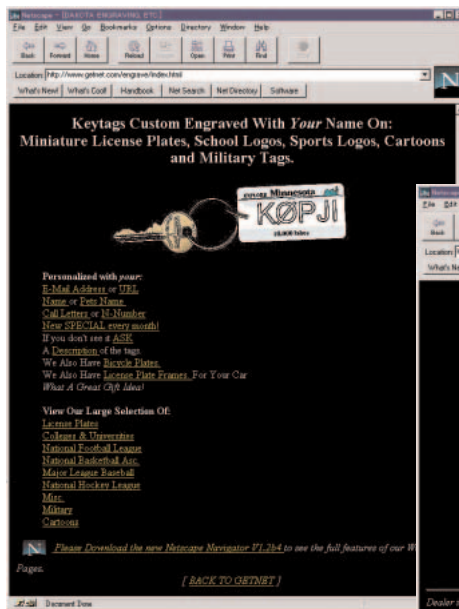 Netscape - [DAKOTA ENGRAVING, ETC.]
File Edit View Go Bookmarks Options Directory Window Help
Back Forward Home Reload Open Print Find
Location: http://www.getnet.com/engrave/index.html
What's New! What's Cool! Handbook Net Search Net Directory Software
Keytags Custom Engraved With Your Name On:
Miniature License Plates, School Logos, Sports Logos, Cartoons
and Military Tags.
Minnesota
KØPJI
10,000 lakes
Personalized with your:
E-Mail Address or URL
Name or Pets Name
Call Letters or N-Number
New SPECIAL every month!
If you don't see it ASK
A Description of the tags.
We Also Have Bicycle Plates.
We Also Have License Plate Frames. For Your Car
What A Great Gift Idea!
View Our Large Selection Of:
License Plates
Colleges & Universities
National Football League
National Basketball Asc.
Major League Baseball
National Hockey League
Misc.
Military
Cartoons
N Please Download the new Netscape Navigator V1.2b4 to see the full features of our W
Pages.
[ BACK TO GETNET ]
Document Done
File Edit
Back
Location:
What's Ne
Dealer